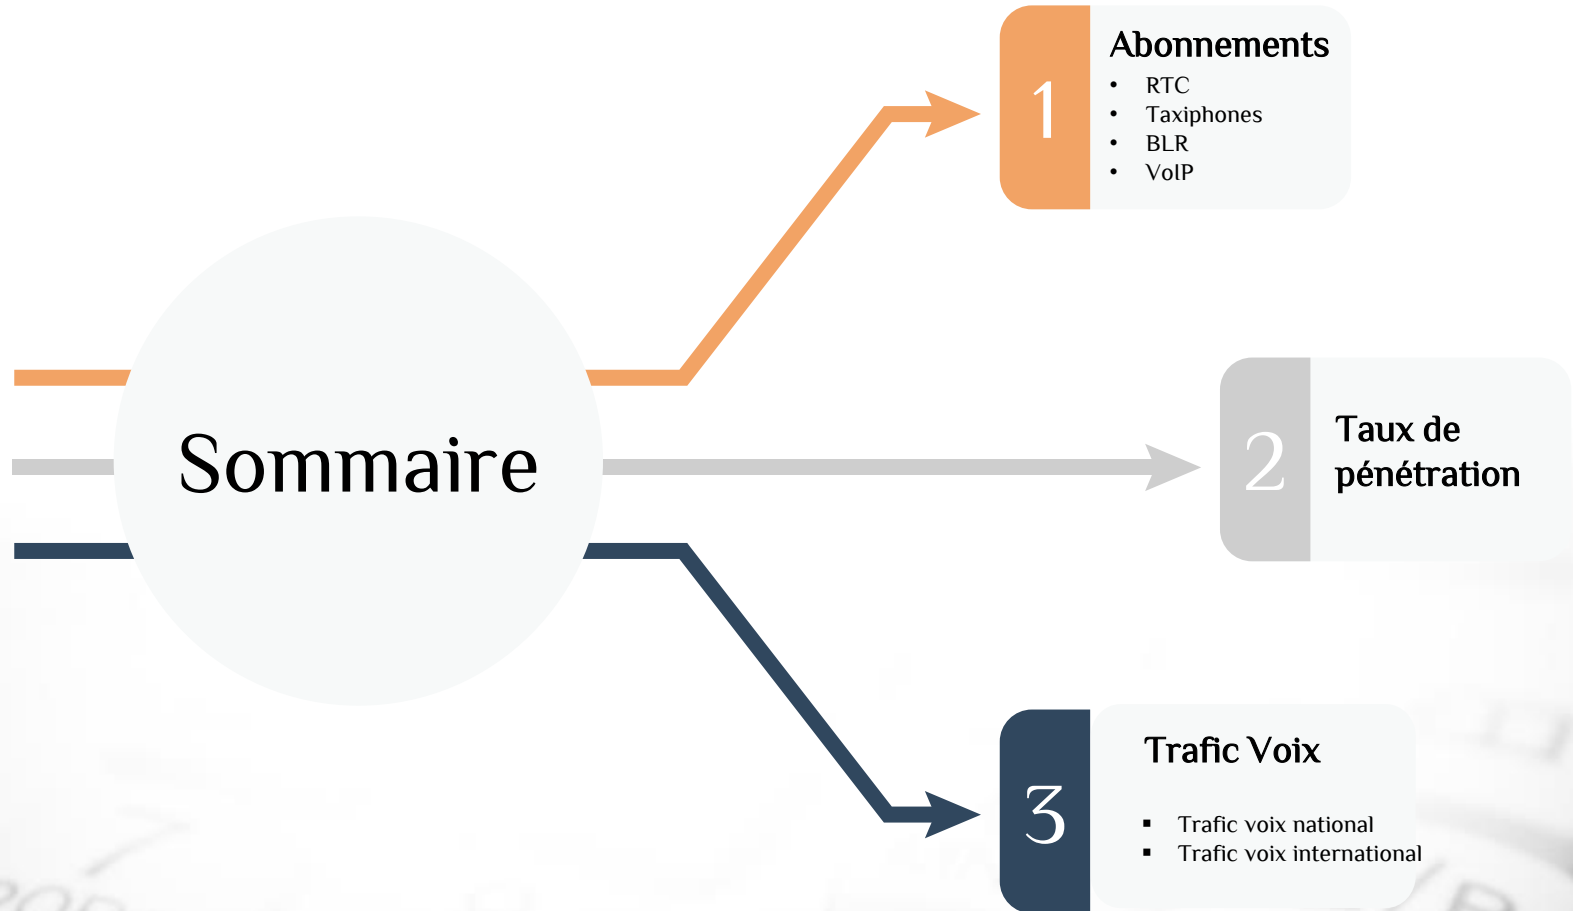 Sommaire
1
Abonnements
• RTC
• Taxiphones
• BLR
• VoIP
2
Taux de
pénétration
3
Trafic Voix
▪ Trafic voix national
▪ Trafic voix international